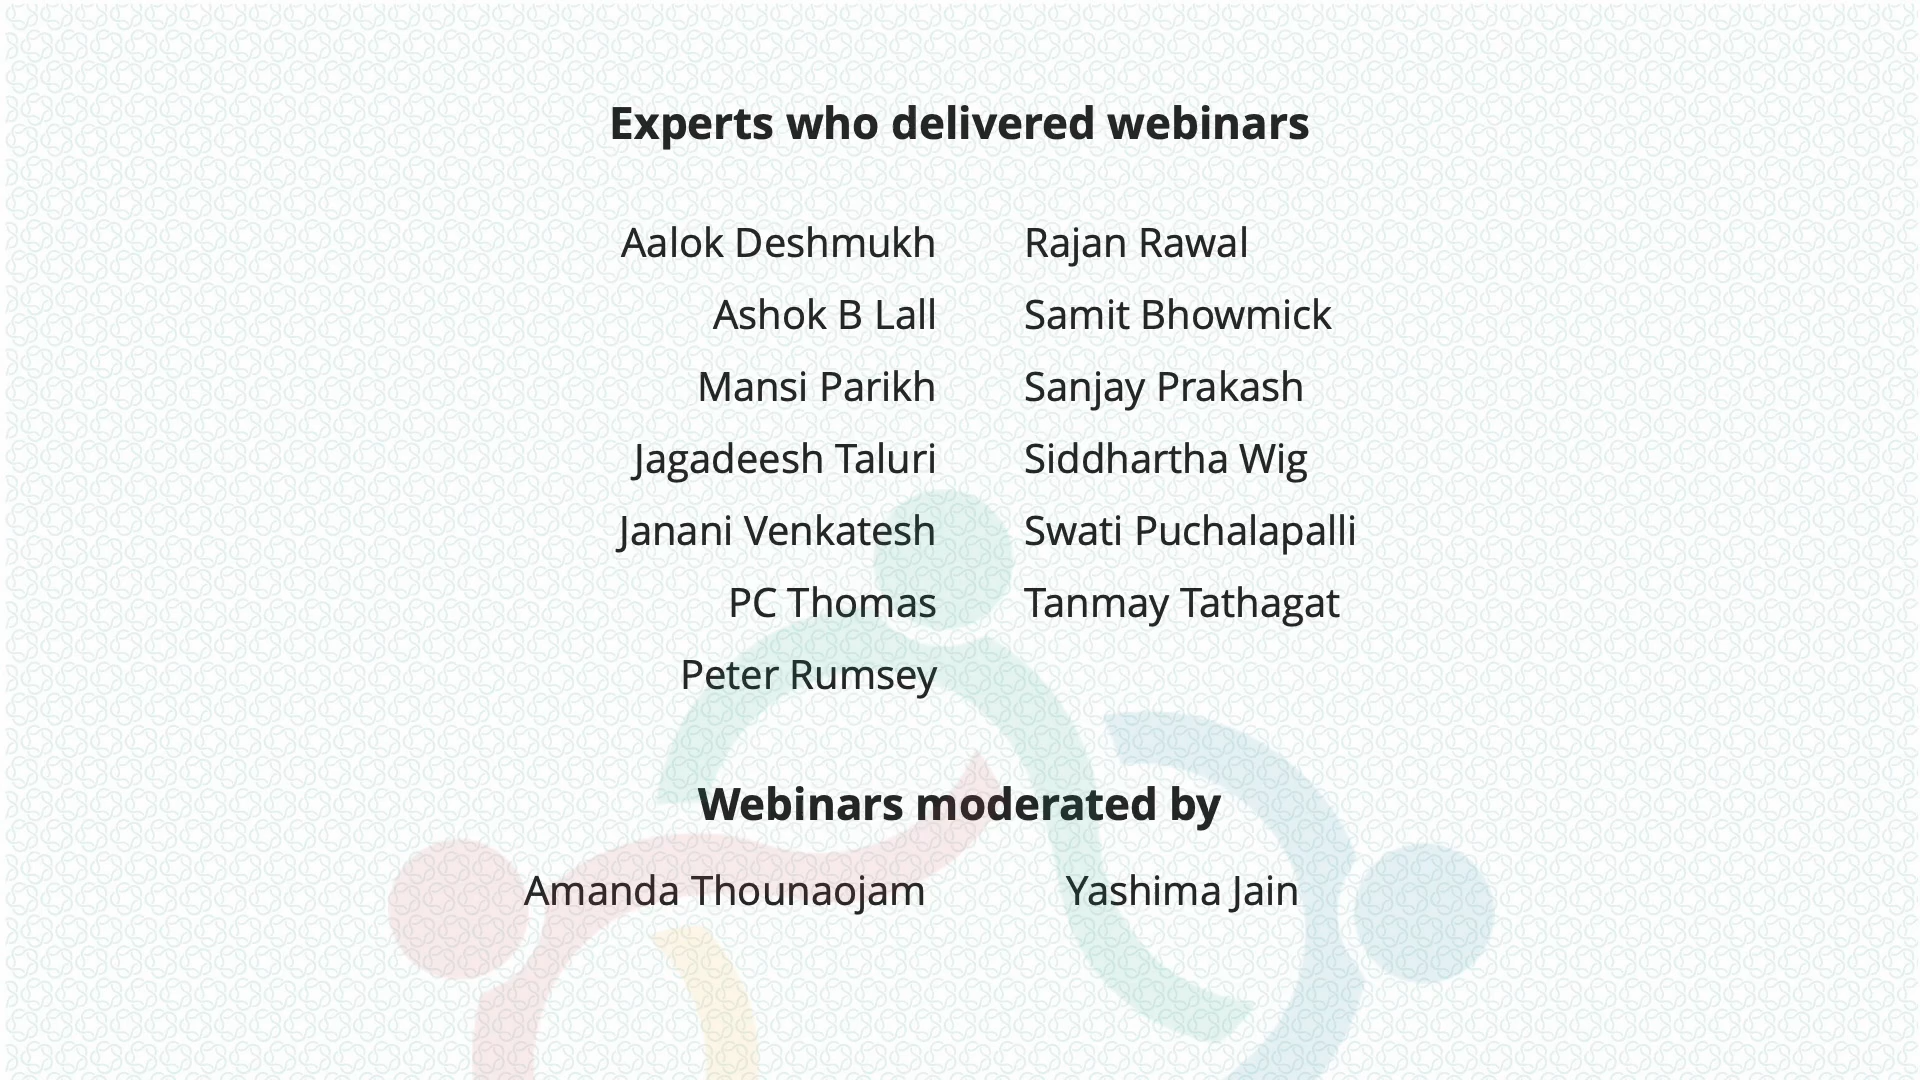 Experts who delivered webinars
Aalok Deshmukh
Ashok B Lall
Mansi Parikh
Jagadeesh Taluri
Janani Venkatesh
PC Thomas
Peter Rumsey
Rajan Rawal
Samit Bhowmick
Sanjay Prakash
Siddhartha Wig
Swati Puchalapalli
Tanmay Tathagat
Webinars moderated by
Amanda Thounaojam
Yashima Jain